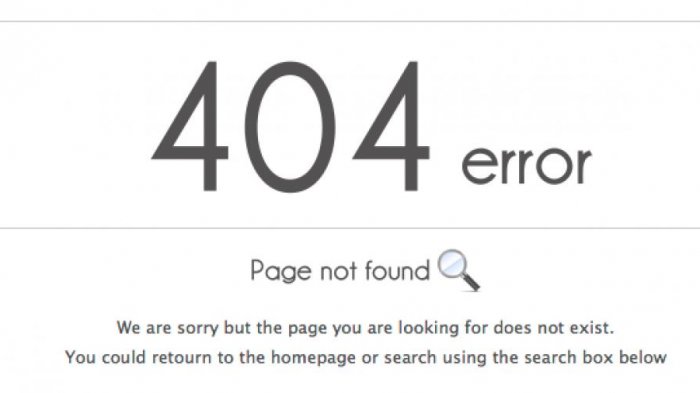 404 error
Page not found
We are sorry but the page you are looking for does not exist.
You could retourn to the homepage or search using the search box below